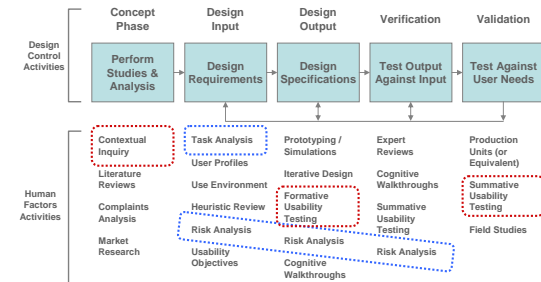 Concept
Phase
Design
Input
Design
Output
Verification
Validation
Design
Control
Activities
Perform
Studies &
Analysis
Design
Requirements
Design
Specifications
Test Output
Against Input
Test Against
User Needs
Human
Factors
Activities
Contextual
Inquiry
Literature
Reviews
Complaints
Analysis
Market
Research
Task Analysis
User Profiles
Use Environment
Heuristic Review
Risk Analysis
Usability
Objectives
Prototyping /
Simulations
Iterative Design
Formative
Usability
Testing
Risk Analysis
Cognitive
Walkthroughs
Expert
Reviews
Cognitive
Walkthroughs
Summative
Usability
Testing
Risk Analysis
Production
Units (or
Equivalent)
Summative
Usability
Testing
Field Studies